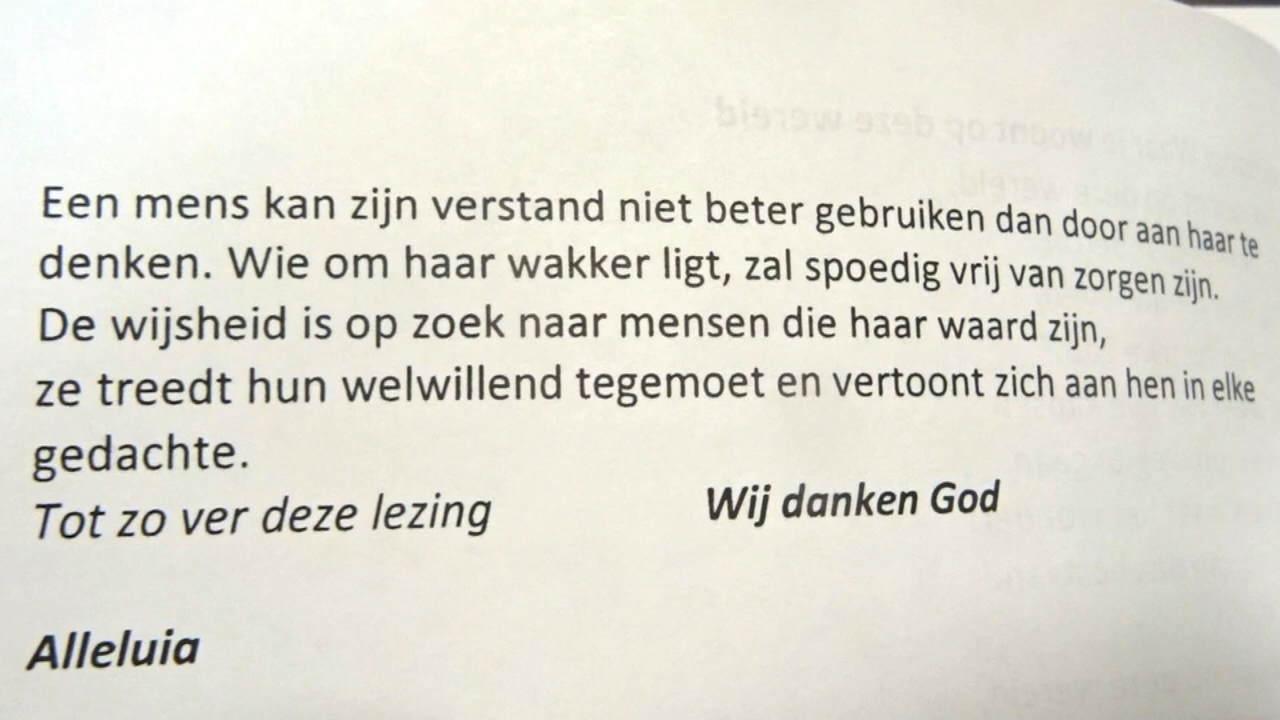 Een mens kan zijn verstand niet beter gebruiken dan door aan haar te
denken. Wie om haar wakker ligt, zal spoedig vrij van zorgen zijn.
De wijsheid is op zoek naar mensen die haar waard zijn,
ze treedt hun welwillend tegemoet en vertoont zich aan hen in elke
gedachte.
Tot zo ver deze lezing Wij danken God
Alleluia